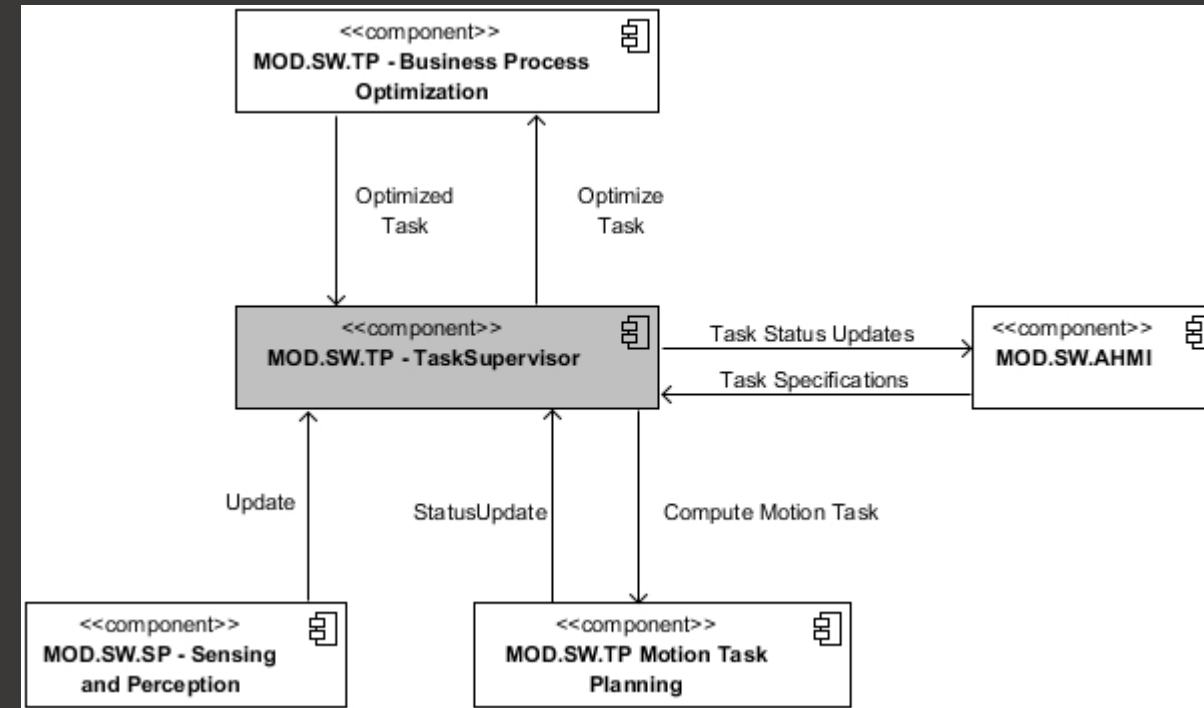 <<component>>
MOD.SW.TP - Business Process
Optimization
Optimized
Task
Optimize
Task
<<component>>
MOD.SW.TP - TaskSupervisor
Task Status Updates
Task Specifications
<<component>>
MOD.SW.AHMI
Update
StatusUpdate
Compute Motion Task
<<component>>
MOD.SW.SP - Sensing
and Perception
<<component>>
MOD.SW.TP Motion Task
Planning